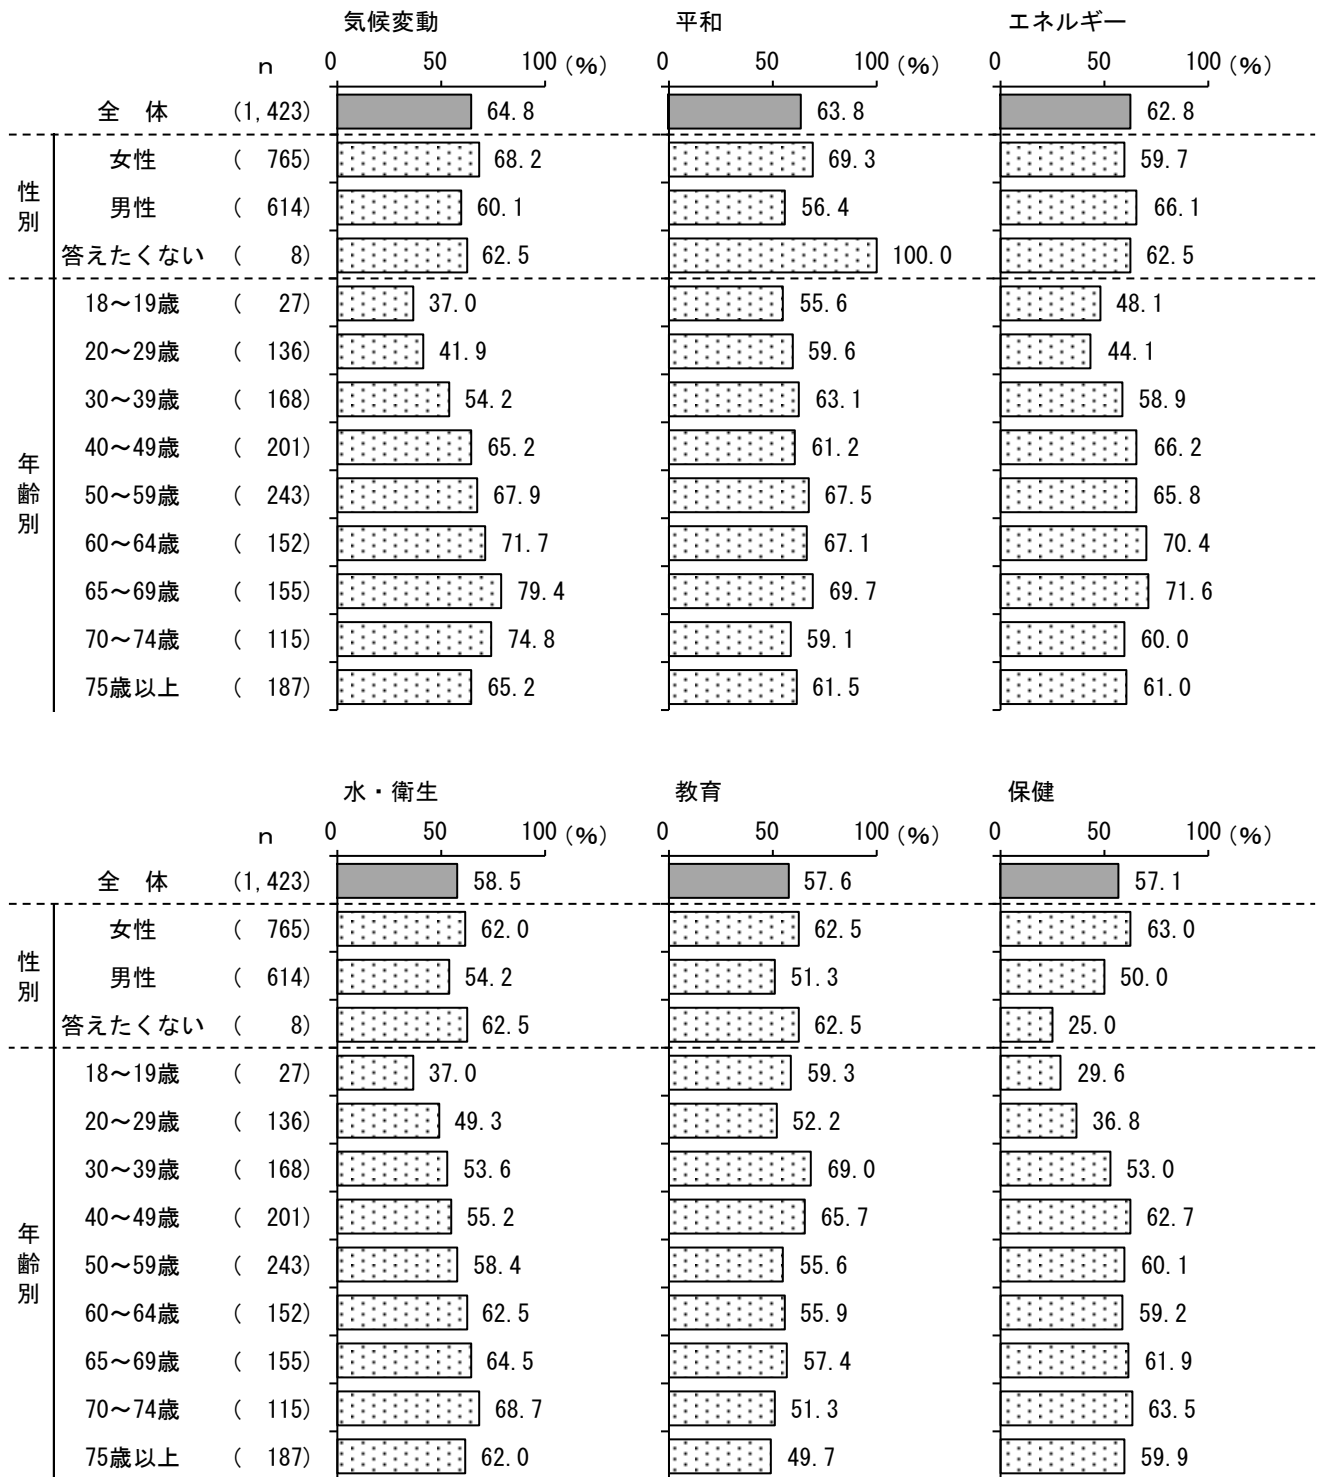 気候変動 平和 エネルギー
n 0 50 100 (%) 0 50 100 (%) 0 50 100 (%)
全 体 (1,423) 64.8 63.8 62.8
性別
女性 ( 765) 68.2 69.3 59.7
男性 ( 614) 60.1 56.4 66.1
答えたくない ( 8) 62.5 100.0 62.5
年齢別
18～19歳 ( 27) 37.0 55.6 48.1
20～29歳 ( 136) 41.9 59.6 44.1
30～39歳 ( 168) 54.2 63.1 58.9
40～49歳 ( 201) 65.2 61.2 66.2
50～59歳 ( 243) 67.9 67.5 65.8
60～64歳 ( 152) 71.7 67.1 70.4
65～69歳 ( 155) 79.4 69.7 71.6
70～74歳 ( 115) 74.8 59.1 60.0
75歳以上 ( 187) 65.2 61.5 61.0
水・衛生 教育 保健
n 0 50 100 (%) 0 50 100 (%) 0 50 100 (%)
全 体 (1,423) 58.5 57.6 57.1
性別
女性 ( 765) 62.0 62.5 63.0
男性 ( 614) 54.2 51.3 50.0
答えたくない ( 8) 62.5 62.5 25.0
年齢別
18～19歳 ( 27) 37.0 59.3 29.6
20～29歳 ( 136) 49.3 52.2 36.8
30～39歳 ( 168) 53.6 69.0 53.0
40～49歳 ( 201) 55.2 65.7 62.7
50～59歳 ( 243) 58.4 55.6 60.1
60～64歳 ( 152) 62.5 55.9 59.2
65～69歳 ( 155) 64.5 57.4 61.9
70～74歳 ( 115) 68.7 51.3 63.5
75歳以上 ( 187) 62.0 49.7 59.9